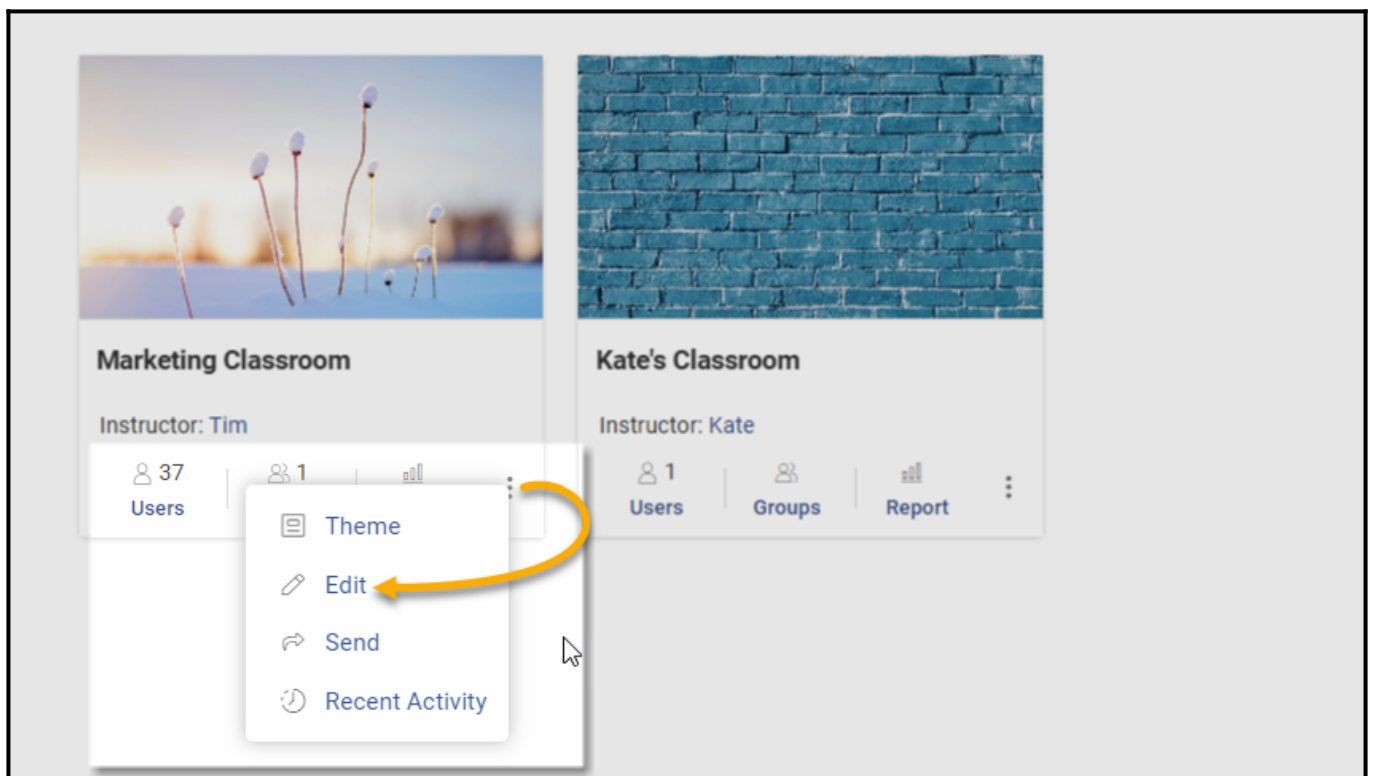 Marketing Classroom
Instructor: Tim
37
Users
1
Theme
Edit
Send
Recent Activity
Kate's Classroom
Instructor: Kate
1
Users
Groups
Report